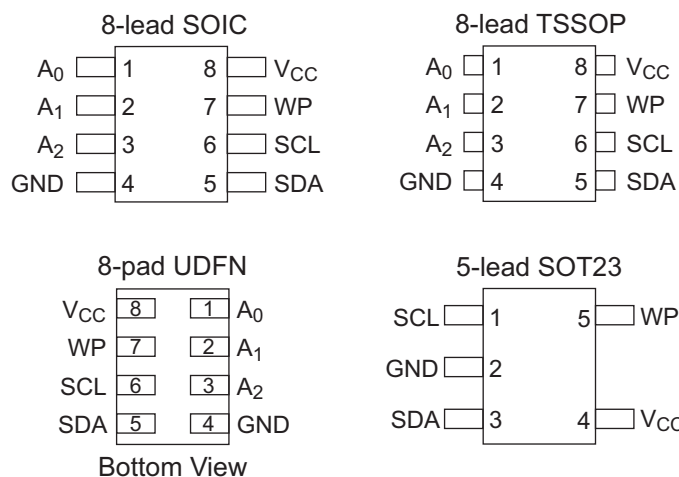 8-lead SOIC
A0 1 8 VCC
A1 2 7 WP
A2 3 6 SCL
GND 4 5 SDA
8-lead TSSOP
A0 1 8 VCC
A1 2 7 WP
A2 3 6 SCL
GND 4 5 SDA
8-pad UDFN
VCC 8 1 A0
WP 7 2 A1
SCL 6 3 A2
SDA 5 4 GND
Bottom View
5-lead SOT23
SCL 1 5 WP
GND 2
SDA 3 4 VCC